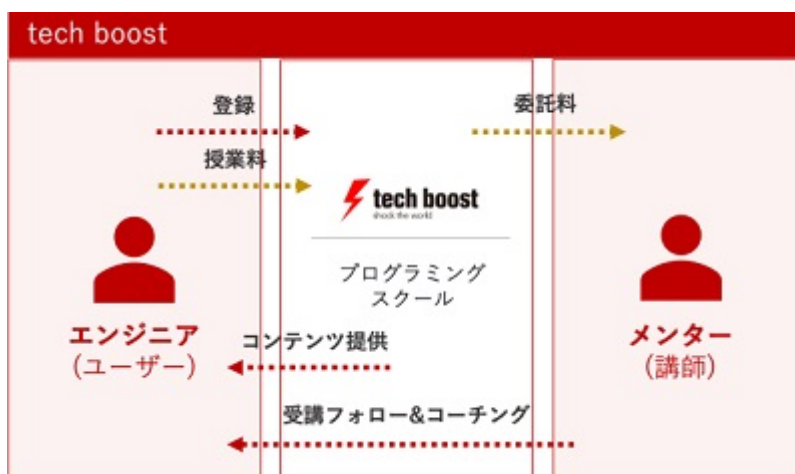 tech boost
登録
委託料
授業料
tech boost
shock the world
プログラミング
スクール
エンジニア
(ユーザー)
メンター
(講師)
コンテンツ提供
受講フォロー&コーチング